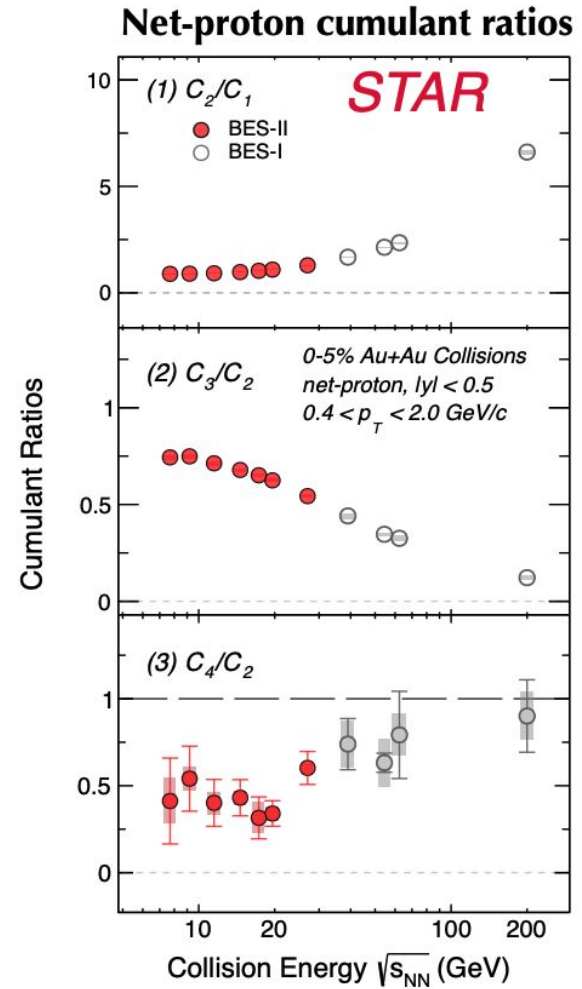 Net-proton cumulant ratios
10
(1) C2/C1
STAR
BES-II
BES-I
5
0
(2) C3/C2
0-5% Au+Au Collisions
net-proton, |y| < 0.5
0.4 < pT < 2.0 GeV/c
1
0.5
0
Cumulant Ratios
(3) C4/C2
1
0.5
0
10 20 100 200
Collision Energy √sNN (GeV)